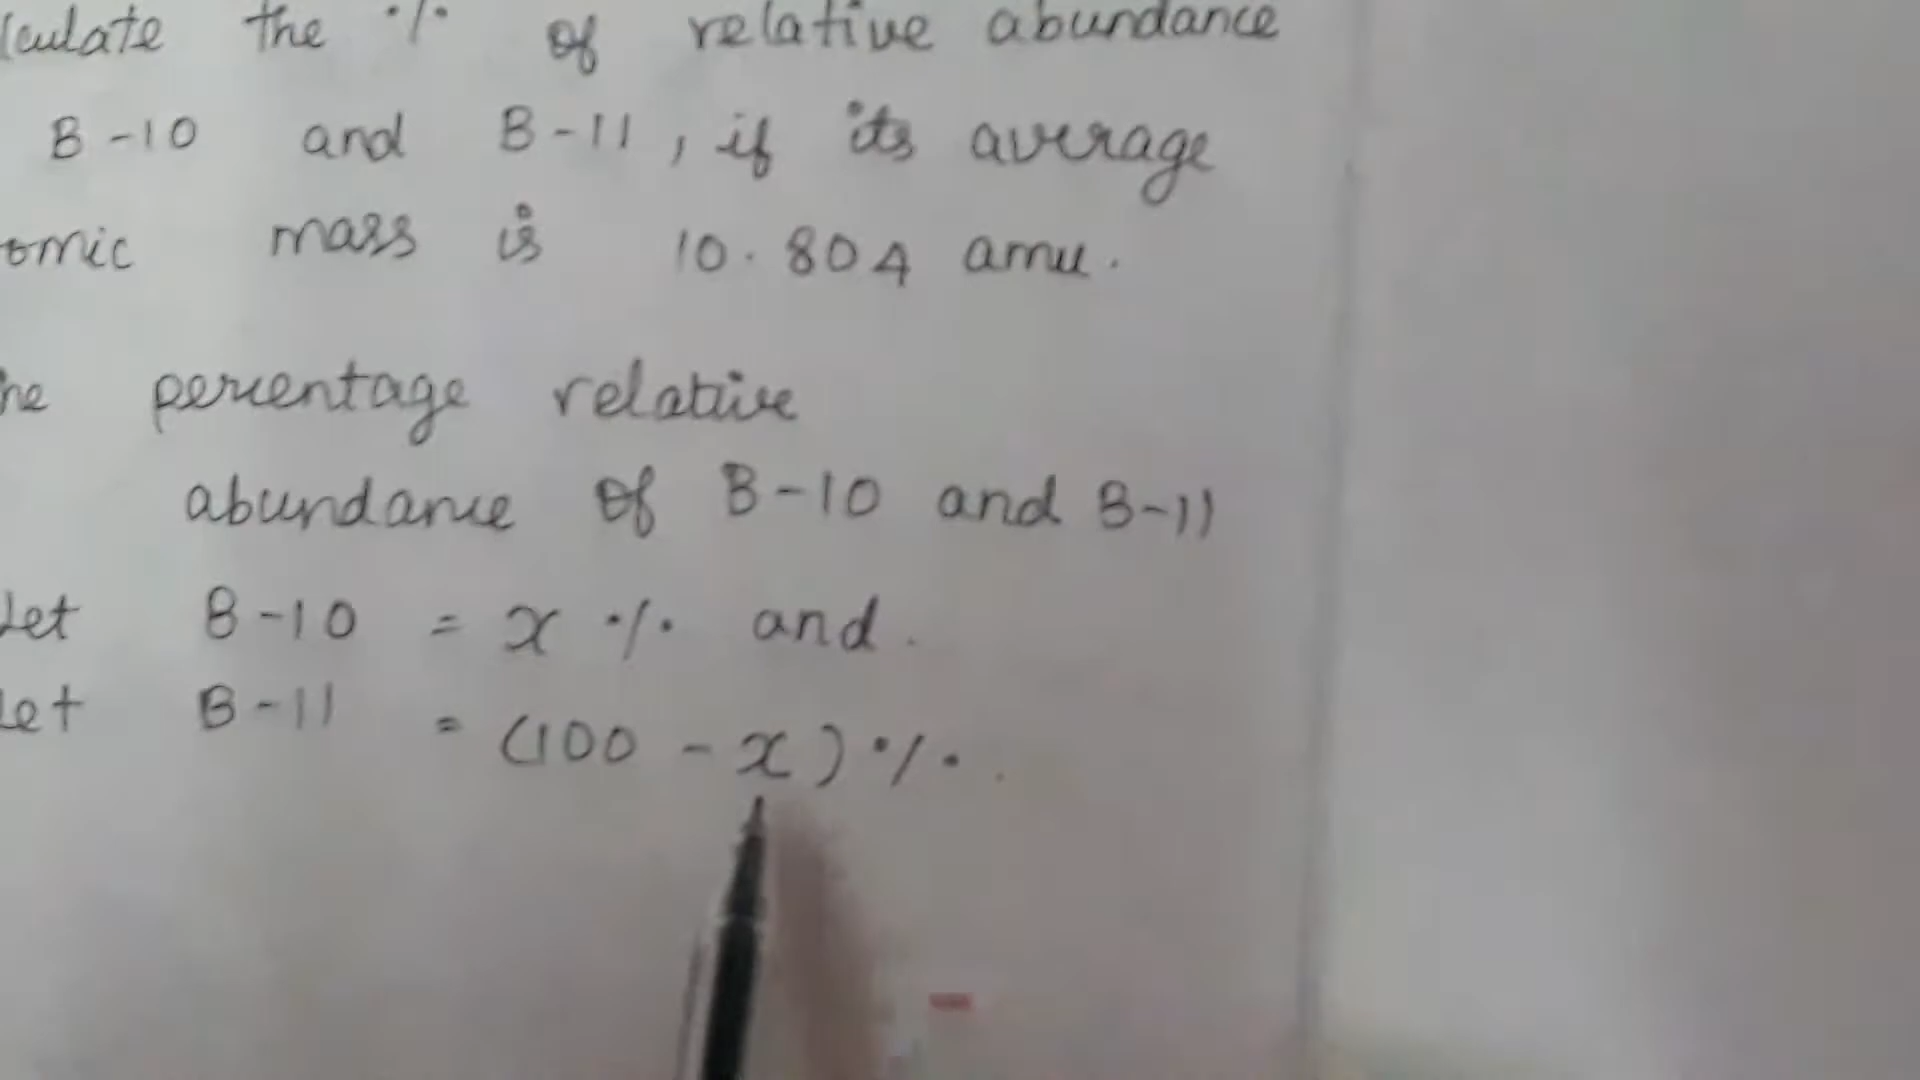 lculate the % of relative abundance
B-10 and B-11, if its average
tomic mass is 10.804 amu.
he percentage relative
abundance of B-10 and B-11
Let B-10 = x % and.
Let B-11 = (100 - x) %.